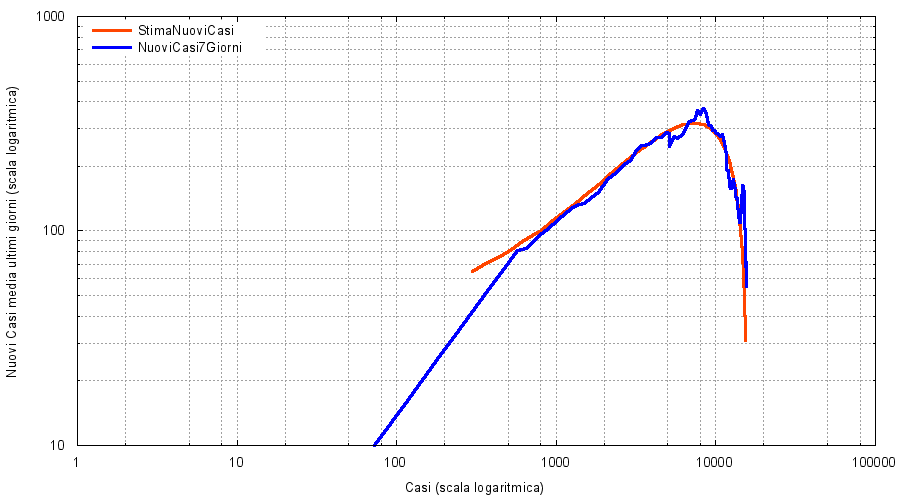 1000
StimaNuoviCasi
NuoviCasi7Giorni
Nuovi Casi media ultimi giorni (scala logaritmica)
100
10
1 10 100 1000 10000 100000
Casi (scala logaritmica)